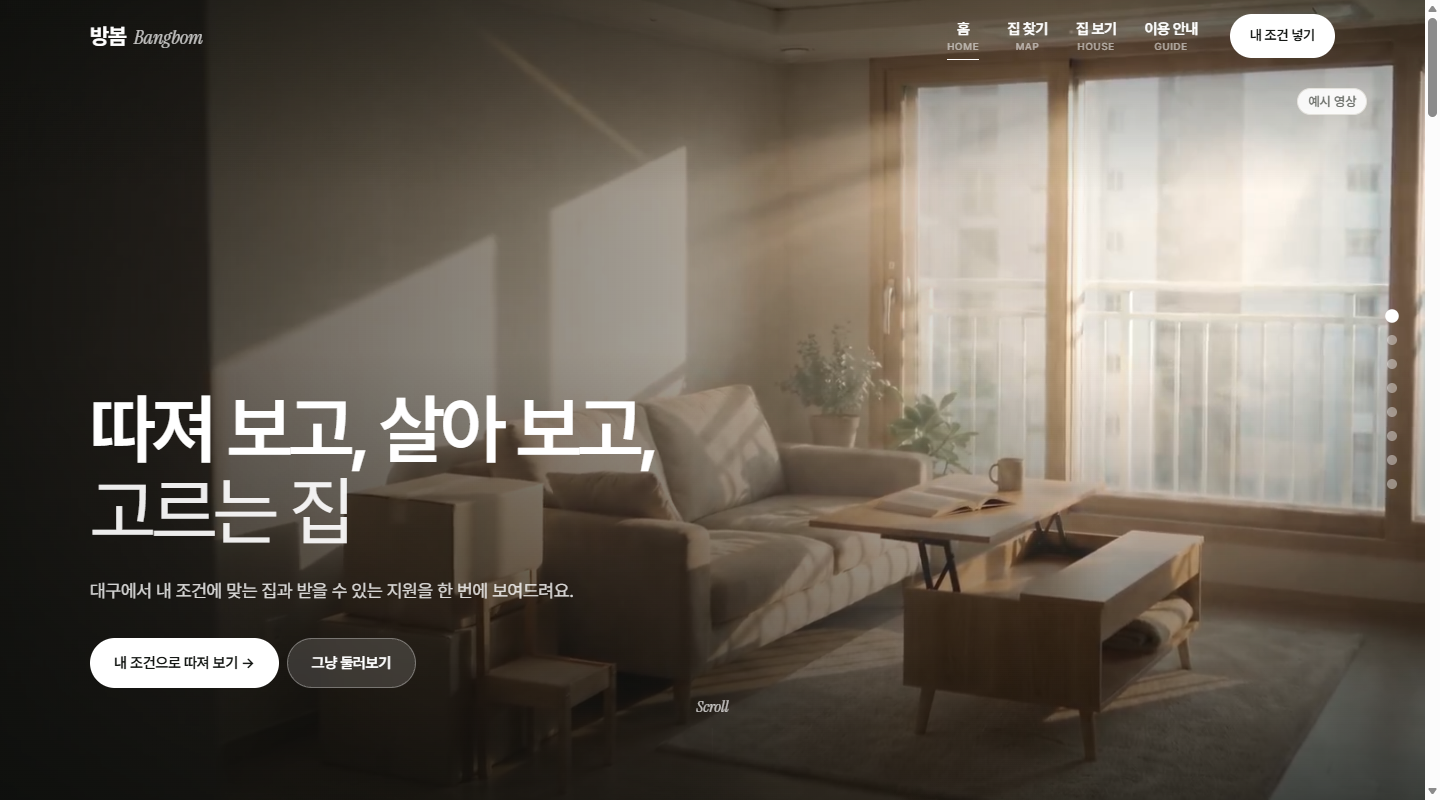 방봄 Bangbom
홈
HOME
집 찾기
MAP
집 보기
HOUSE
이용 안내
GUIDE
내 조건 넣기
예시 영상
따져 보고, 살아 보고,
고르는 집
대구에서 내 조건에 맞는 집과 받을 수 있는 지원을 한 번에 보여드려요.
내 조건으로 따져 보기 →
그냥 둘러보기
Scroll